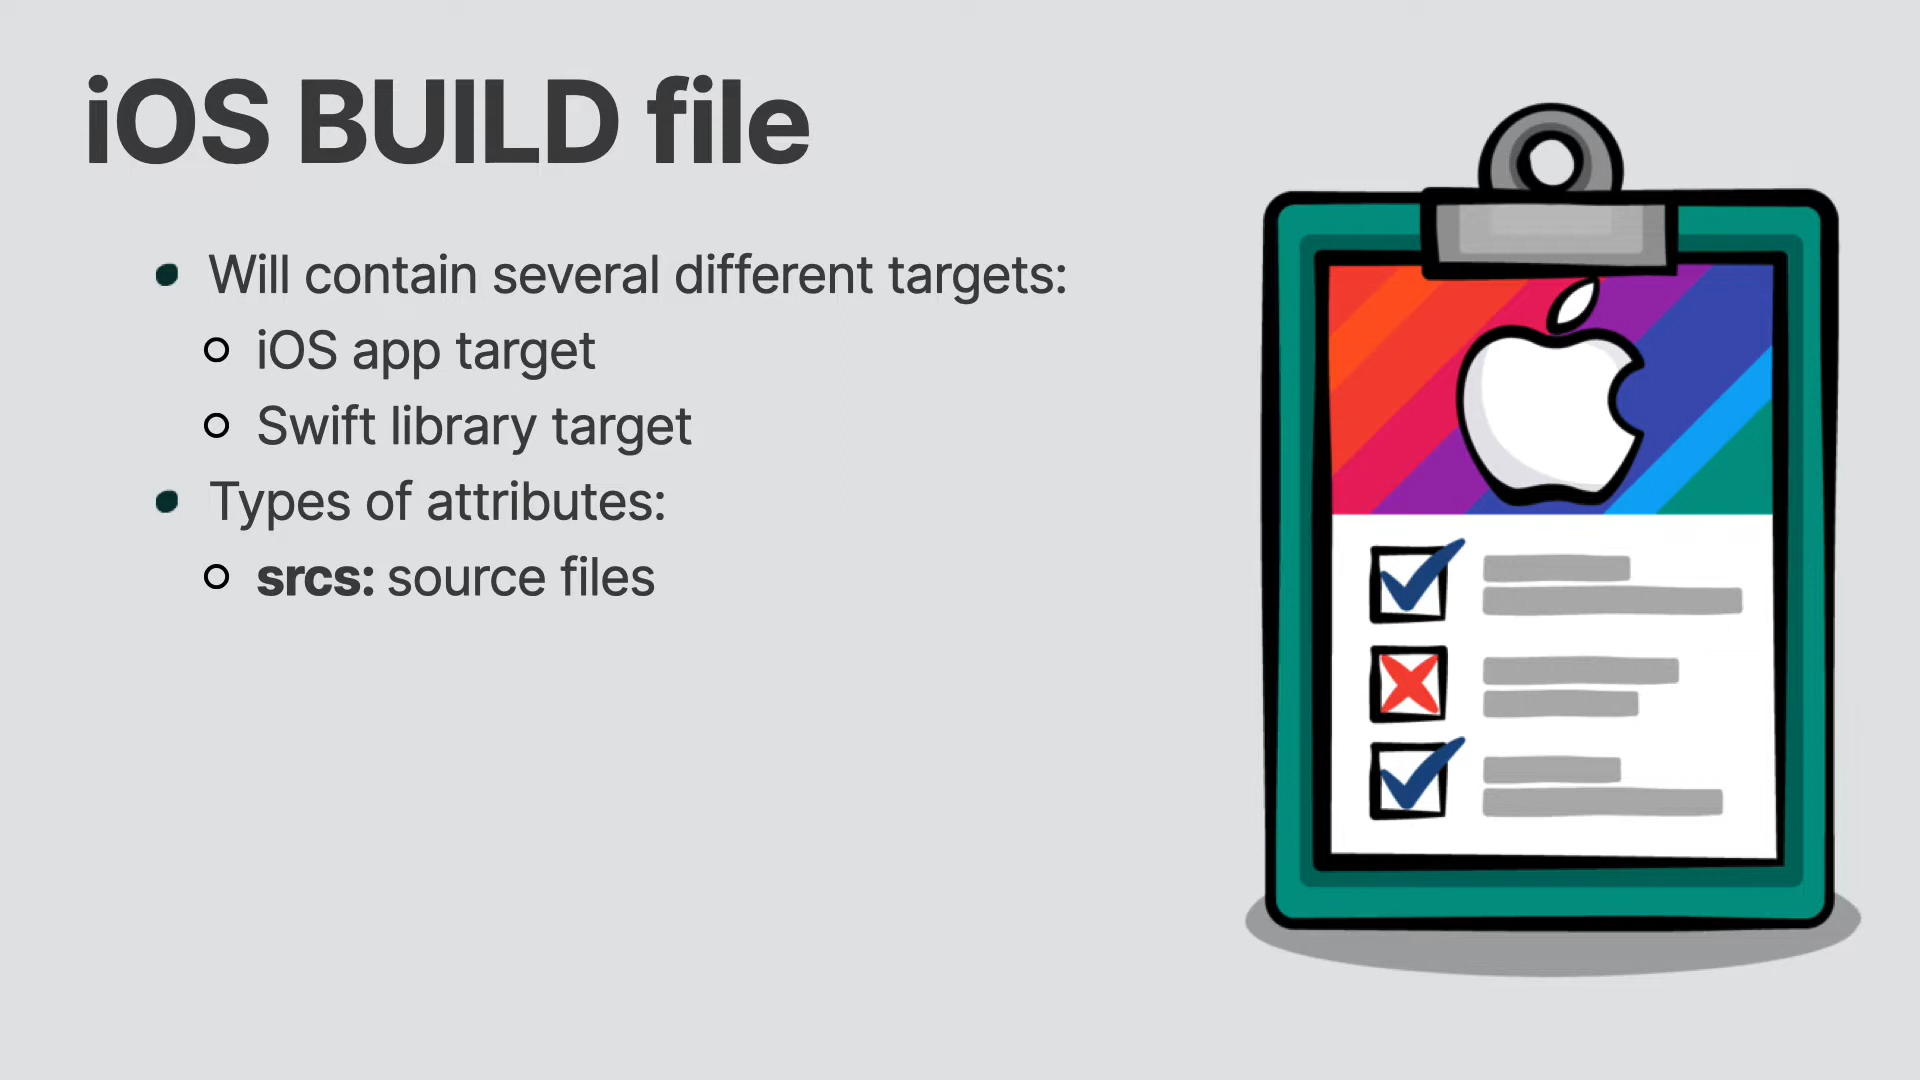 iOS BUILD file
Will contain several different targets:
iOS app target
Swift library target
Types of attributes:
srcs: source files